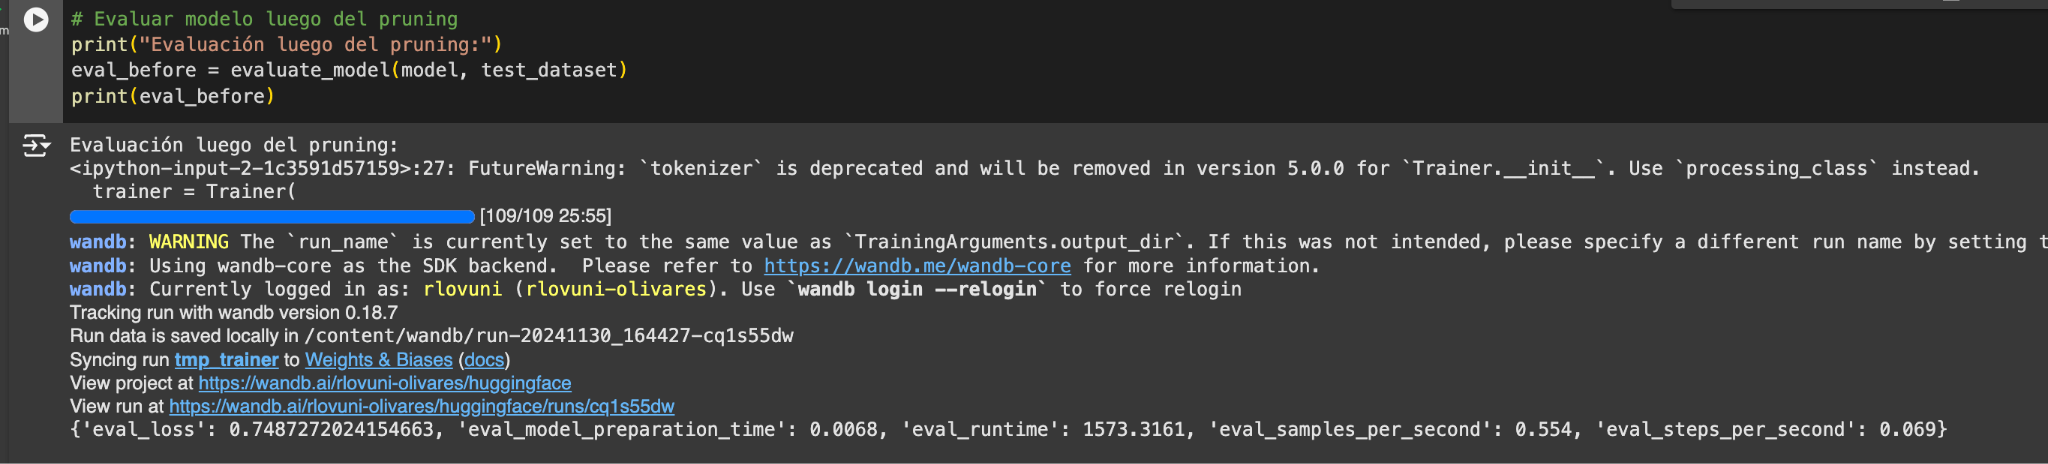 # Evaluar modelo luego del pruning
print("Evaluación luego del pruning:")
eval_before = evaluate_model(model, test_dataset)
print(eval_before)
Evaluación luego del pruning:
<ipython-input-2-1c3591d57159>:27: FutureWarning: `tokenizer` is deprecated and will be removed in version 5.0.0 for `Trainer.__init__`. Use `processing_class` instead.
  trainer = Trainer(
[109/109 25:55]
wandb: WARNING The `run_name` is currently set to the same value as `TrainingArguments.output_dir`. If this was not intended, please specify a different run name by setting t
wandb: Using wandb-core as the SDK backend.  Please refer to https://wandb.me/wandb-core for more information.
wandb: Currently logged in as: rlovuni (rlovuni-olivares). Use `wandb login --relogin` to force relogin
Tracking run with wandb version 0.18.7
Run data is saved locally in /content/wandb/run-20241130_164427-cq1s55dw
Syncing run tmp_trainer to Weights & Biases (docs)
View project at https://wandb.ai/rlovuni-olivares/huggingface
View run at https://wandb.ai/rlovuni-olivares/huggingface/runs/cq1s55dw
{'eval_loss': 0.7487272024154663, 'eval_model_preparation_time': 0.0068, 'eval_runtime': 1573.3161, 'eval_samples_per_second': 0.554, 'eval_steps_per_second': 0.069}